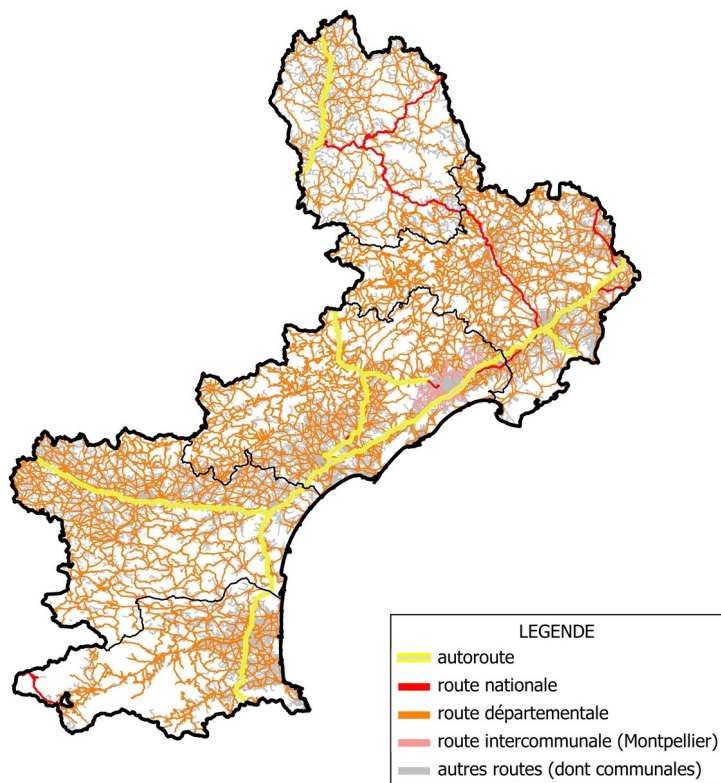 LEGENDE
autoroute
route nationale
route départementale
route intercommunale (Montpellier)
autres routes (dont communales)